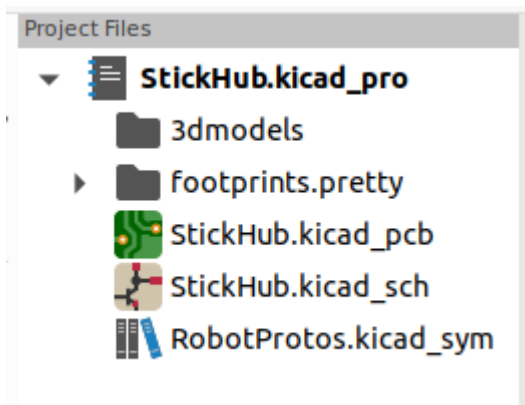 Project Files
StickHub.kicad_pro
3dmodels
footprints.pretty
StickHub.kicad_pcb
StickHub.kicad_sch
RobotProtos.kicad_sym